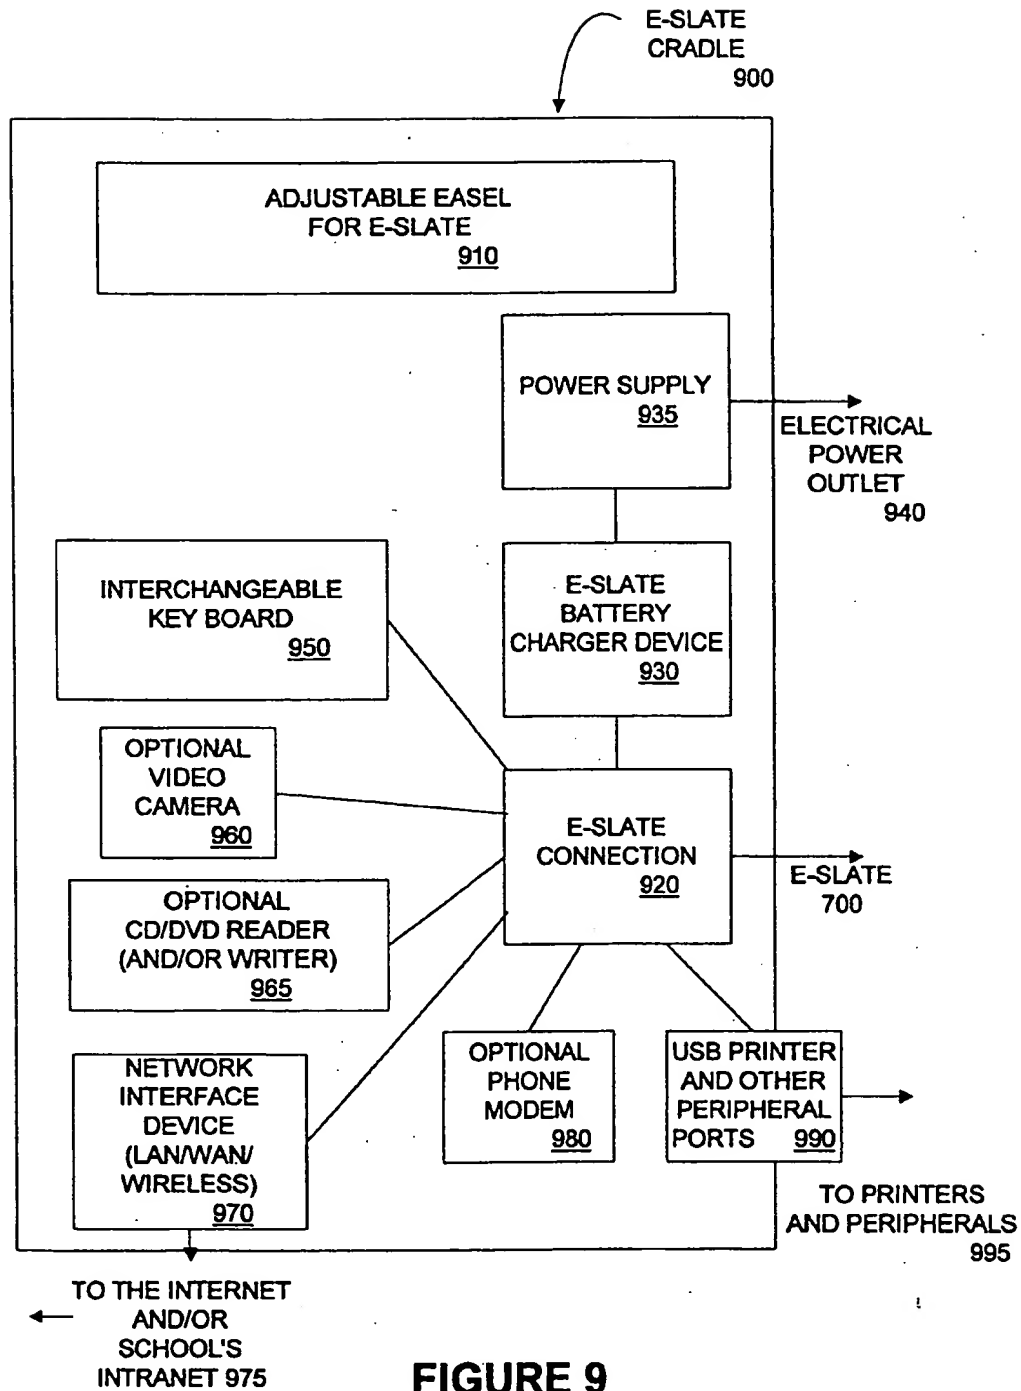 E-SLATE
CRADLE
900
ADJUSTABLE EASEL
FOR E-SLATE
910
POWER SUPPLY
935
ELECTRICAL
POWER
OUTLET
940
INTERCHANGEABLE
KEY BOARD
950
E-SLATE
BATTERY
CHARGER DEVICE
930
OPTIONAL
VIDEO
CAMERA
960
E-SLATE
CONNECTION
920
E-SLATE
700
OPTIONAL
CD/DVD READER
(AND/OR WRITER)
965
NETWORK
INTERFACE
DEVICE
(LAN/WAN/
WIRELESS)
970
OPTIONAL
PHONE
MODEM
980
USB PRINTER
AND OTHER
PERIPHERAL
PORTS 990
TO PRINTERS
AND PERIPHERALS
995
TO THE INTERNET
AND/OR
SCHOOL'S
INTRANET 975
FIGURE 9